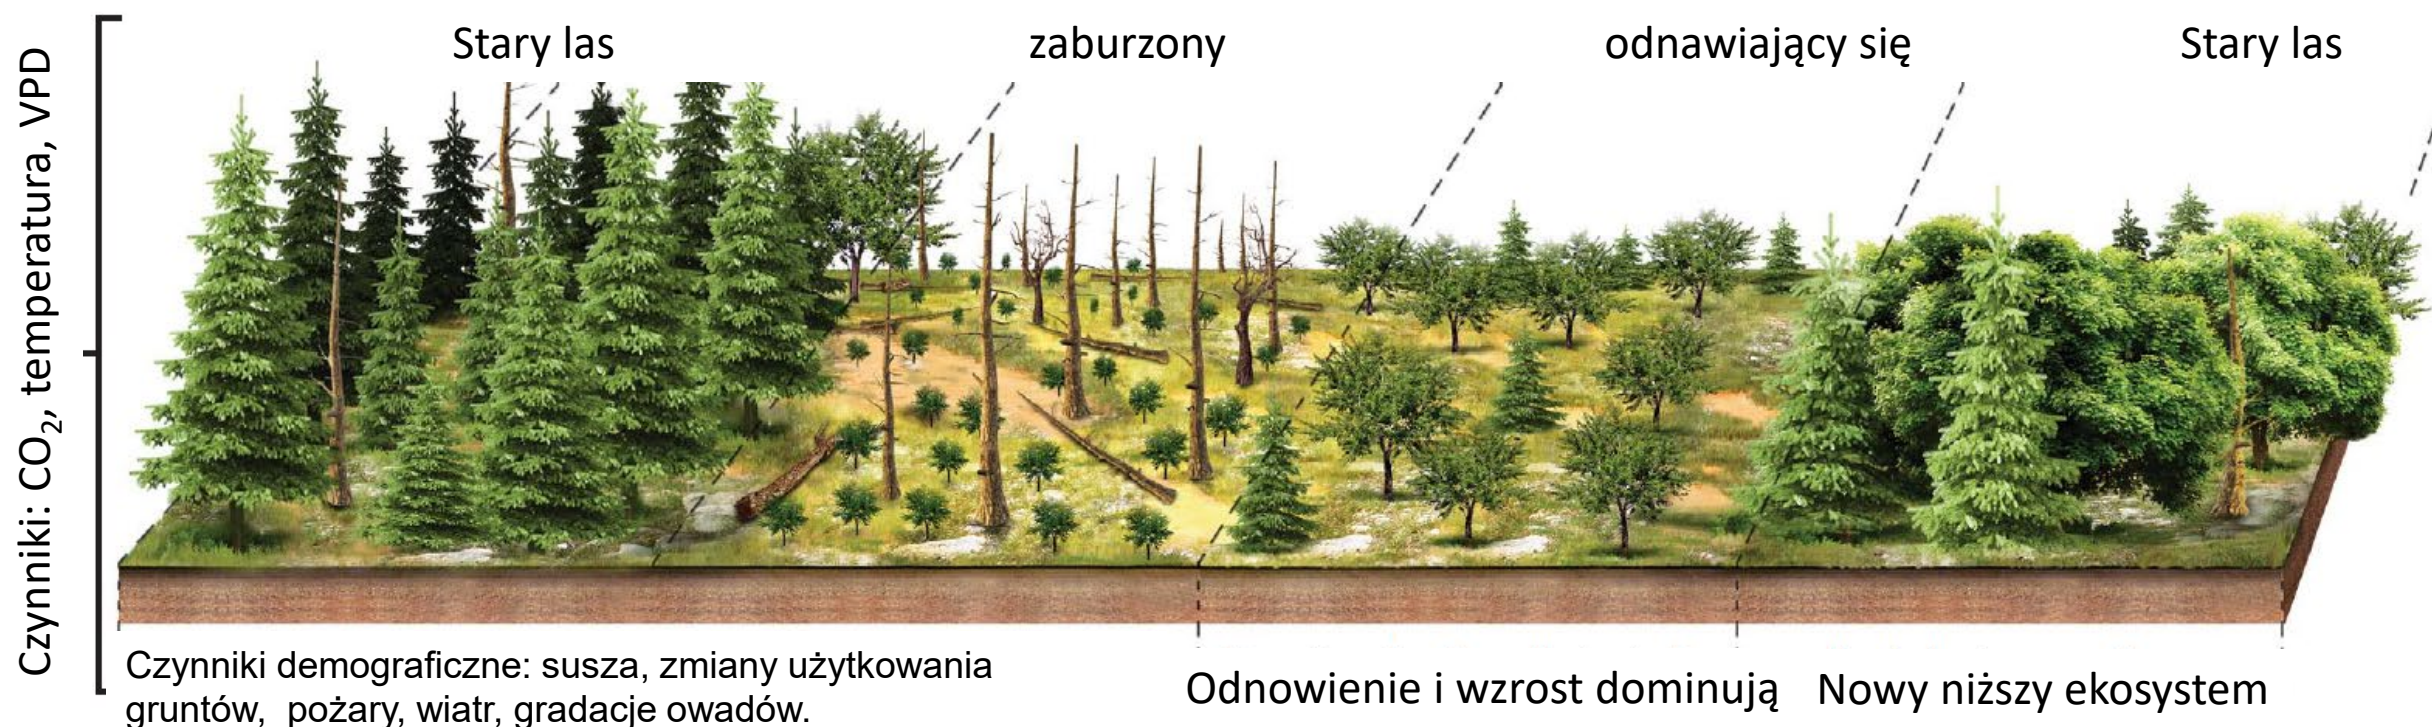 Czynniki: CO₂, temperatura, VPD
Stary las
zaburzony
odnawiający się
Stary las
Czynniki demograficzne: susza, zmiany użytkowania
gruntów, pożary, wiatr, gradacje owadów.
Odnowienie i wzrost dominują
Nowy niższy ekosystem